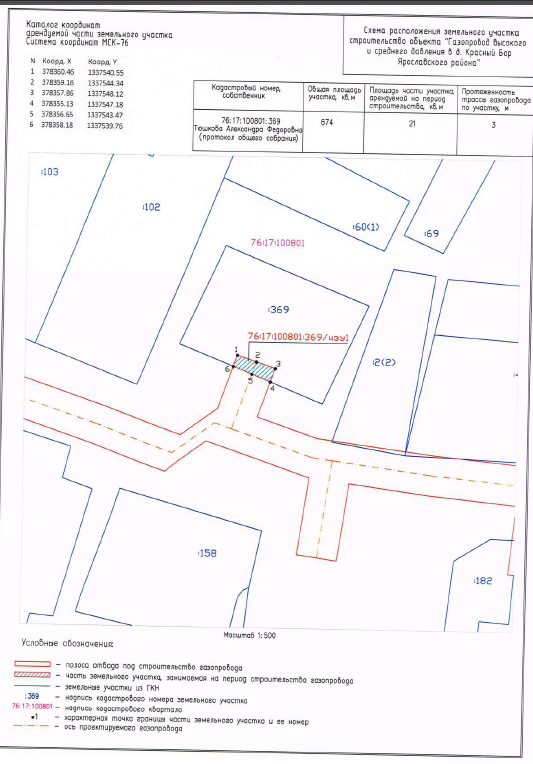 Каталог координат
арендуемой части земельного участка
Система координат МСК-76
N Коорд. X Коорд. Y
1 378360.46 1337540.55
2 378359.16 1337544.34
3 378357.86 1337548.12
4 378355.13 1337547.18
5 378356.65 1337543.47
6 378358.18 1337539.76
Схема расположения земельного участка
строительство объекта "Газопровод высокого
и среднего давления в д. Красный Бор
Ярославского района"
Кадастровый номер, собственник
Общая площадь участка, кв.м
Площадь части участка, арендуемой на период строительства, кв.м
Протяженность трассы газопровода по участку, м
76:17:100801:369
Тюшкова Александра Федоровна
(протокол общего собрания)
674
21
3
:103
:102
:60(1)
:69
76:17:100801
:369
76:17:100801:369/чзу1
:2(2)
1
2
3
6
5
4
:158
:182
Масштаб 1:500
Условные обозначения:
– полоса отвода под строительство газопровода
– часть земельного участка, занимаемая на период строительства газопровода
– земельные участки из ГКН
:369 – надпись кадастрового номера земельного участка
76:17:100801 – надпись кадастрового квартала
•1 – характерная точка границы части земельного участка и ее номер
– ось проектируемого газопровода